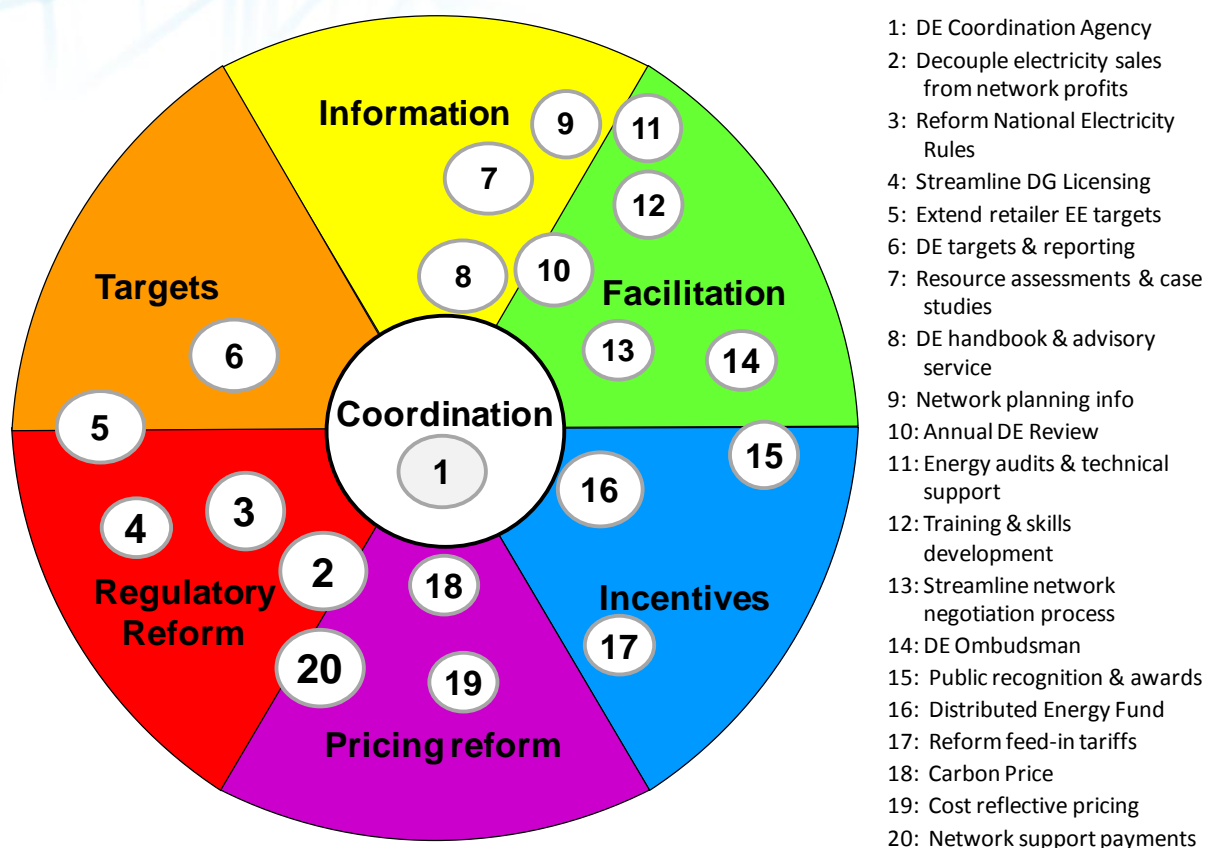 Information
9
11
7
12
8
10
Targets
Facilitation
6
13
14
Coordination
5
1
15
16
4
3
2
18
Regulatory
Reform
Incentives
17
20
19
Pricing reform
1: DE Coordination Agency
2: Decouple electricity sales
from network profits
3: Reform National Electricity
Rules
4: Streamline DG Licensing
5: Extend retailer EE targets
6: DE targets & reporting
7: Resource assessments & case
studies
8: DE handbook & advisory
service
9: Network planning info
10: Annual DE Review
11: Energy audits & technical
support
12: Training & skills
development
13: Streamline network
negotiation process
14: DE Ombudsman
15: Public recognition & awards
16: Distributed Energy Fund
17: Reform feed-in tariffs
18: Carbon Price
19: Cost reflective pricing
20: Network support payments